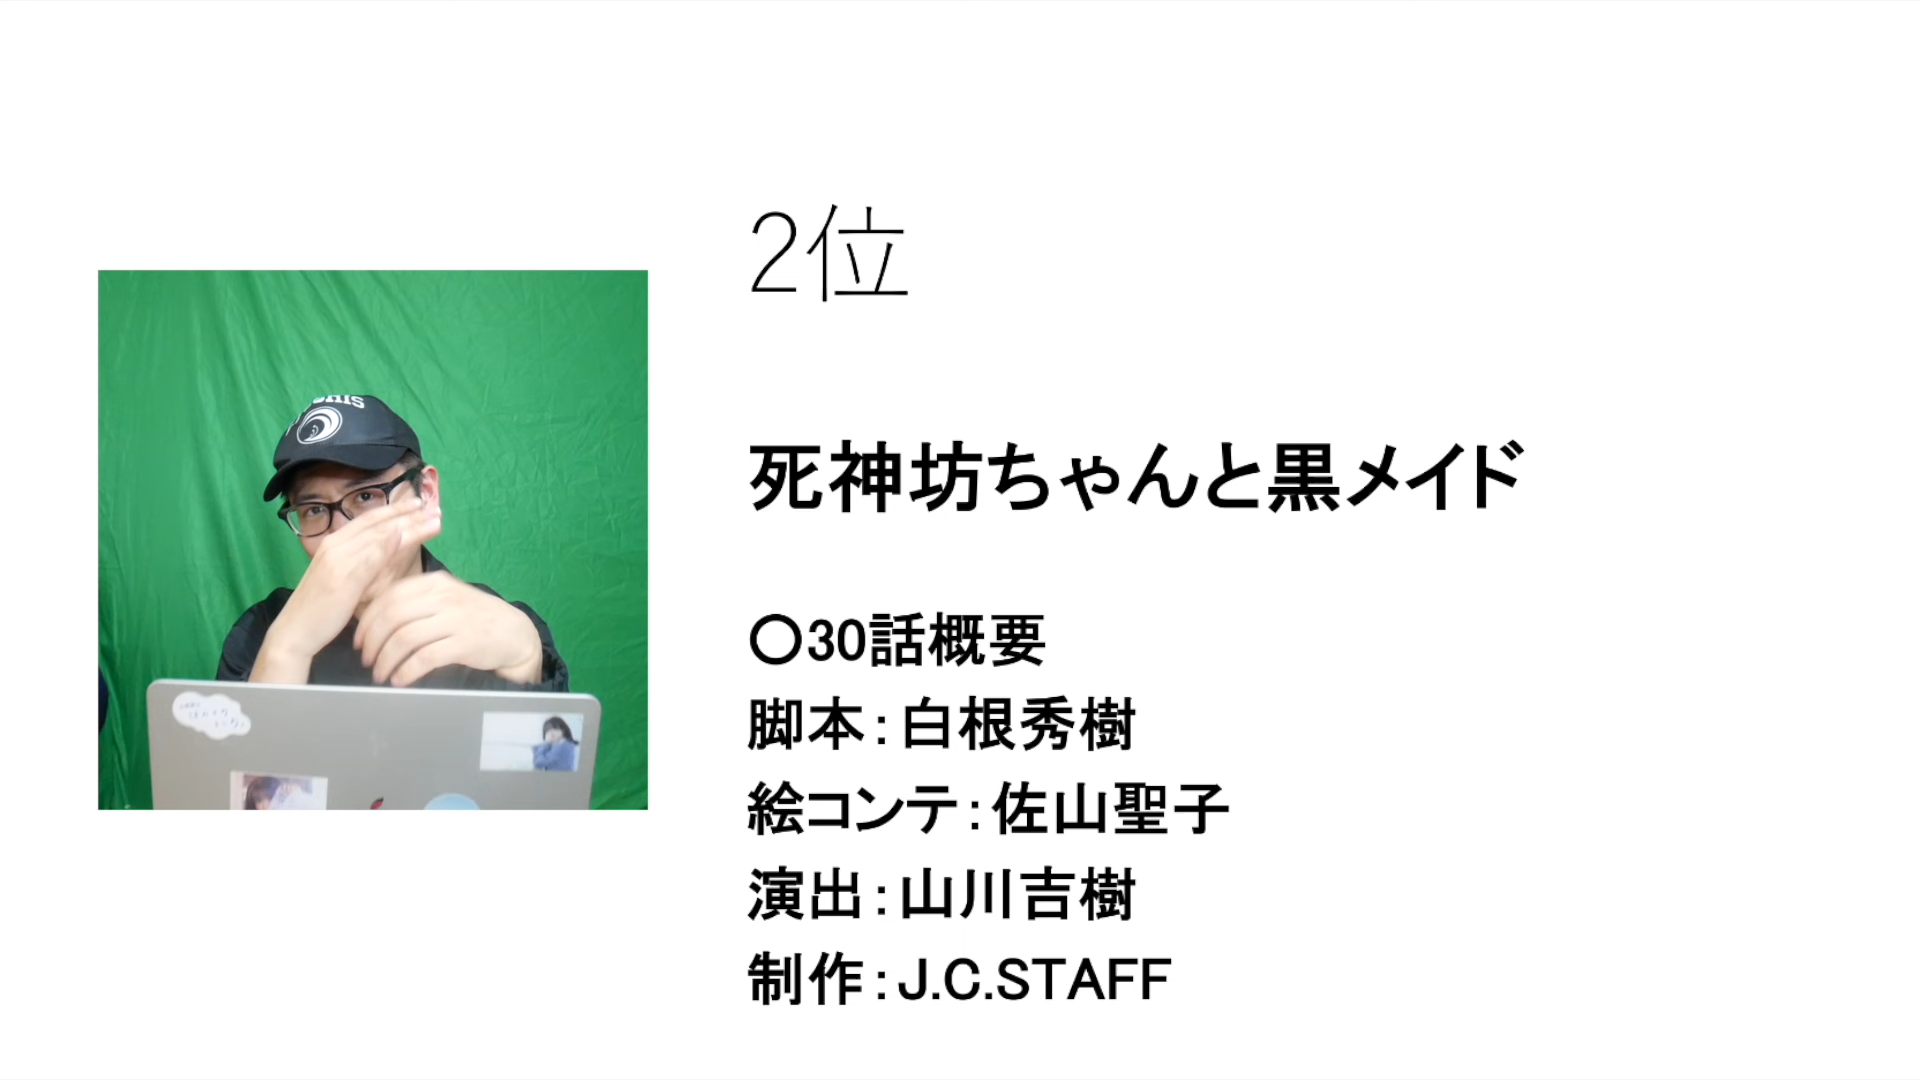 2位
死神坊ちゃんと黒メイド
〇30話概要
脚本：白根秀樹
絵コンテ：佐山聖子
演出：山川吉樹
制作：J.C.STAFF